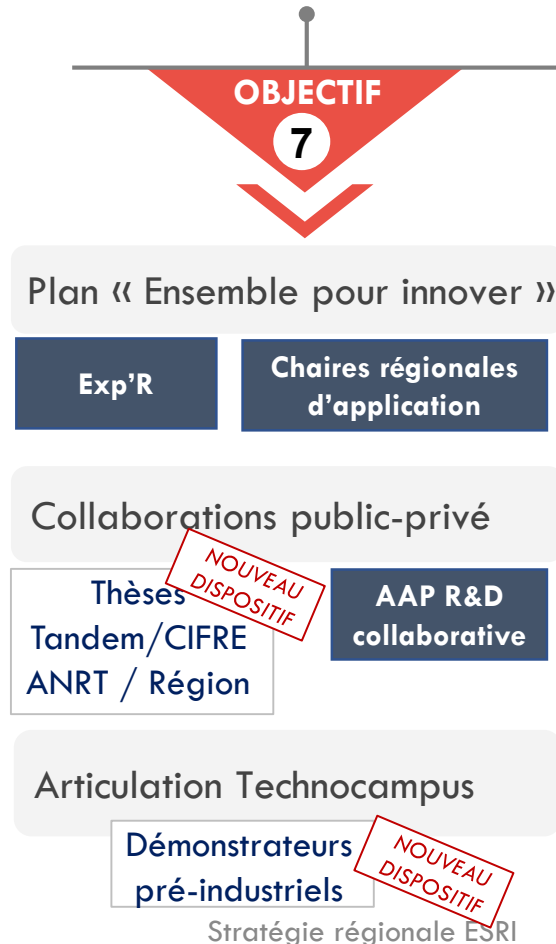 OBJECTIF
7
Plan « Ensemble pour innover »
Exp’R
Chaires régionales
d’application
Collaborations public-privé
NOUVEAU
DISPOSITIF
Thèses
Tandem/CIFRE
ANRT / Région
AAP R&D
collaborative
Articulation Technocampus
Démonstrateurs
pré-industriels
NOUVEAU
DISPOSITIF
Stratégie régionale ESRI